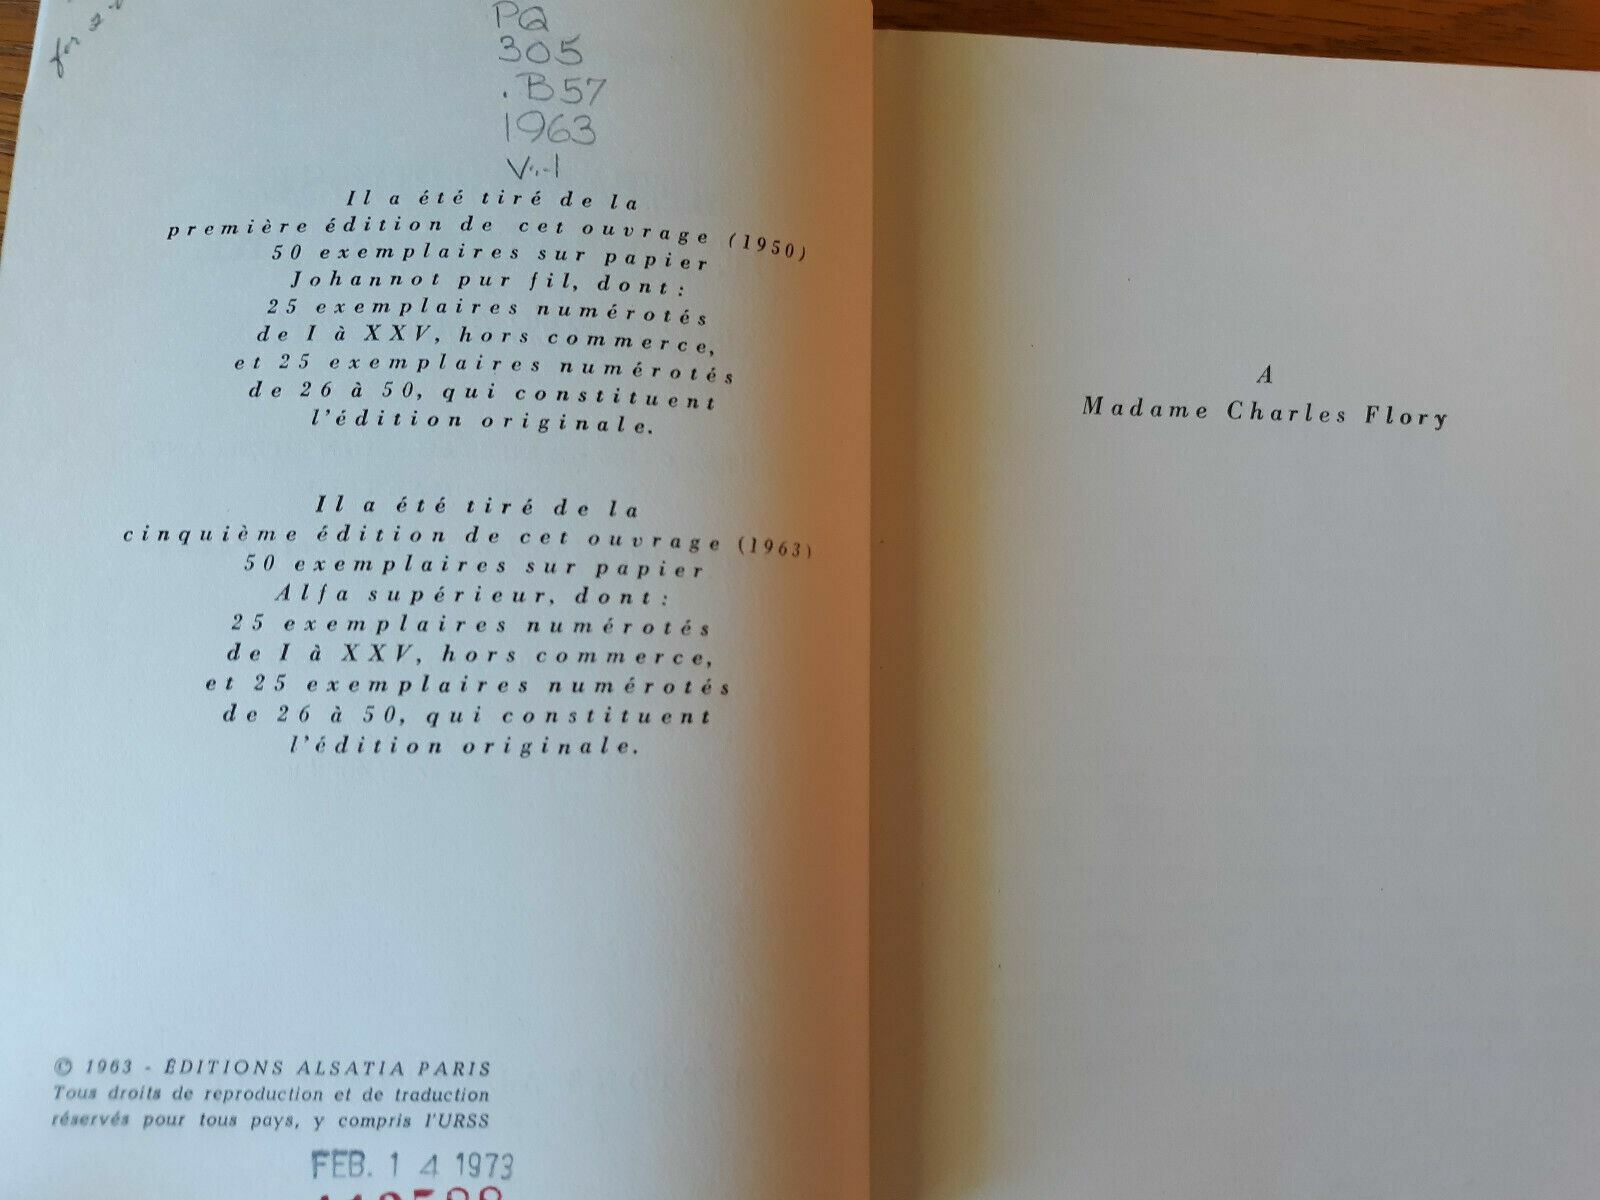 for 2
PQ
305
.B57
1963
V.1
Il a été tiré de la
première édition de cet ouvrage (1950)
50 exemplaires sur papier
Johannot pur fil, dont :
25 exemplaires numérotés
de I à XXV, hors commerce,
et 25 exemplaires numérotés
de 26 à 50, qui constituent
l'édition originale.
Il a été tiré de la
cinquième édition de cet ouvrage (1963)
50 exemplaires sur papier
Alfa supérieur, dont :
25 exemplaires numérotés
de I à XXV, hors commerce,
et 25 exemplaires numérotés
de 26 à 50, qui constituent
l'édition originale.
© 1963 - ÉDITIONS ALSATIA PARIS
Tous droits de reproduction et de traduction
réservés pour tous pays, y compris l'URSS
FEB. 14 1973
A
Madame Charles Flory